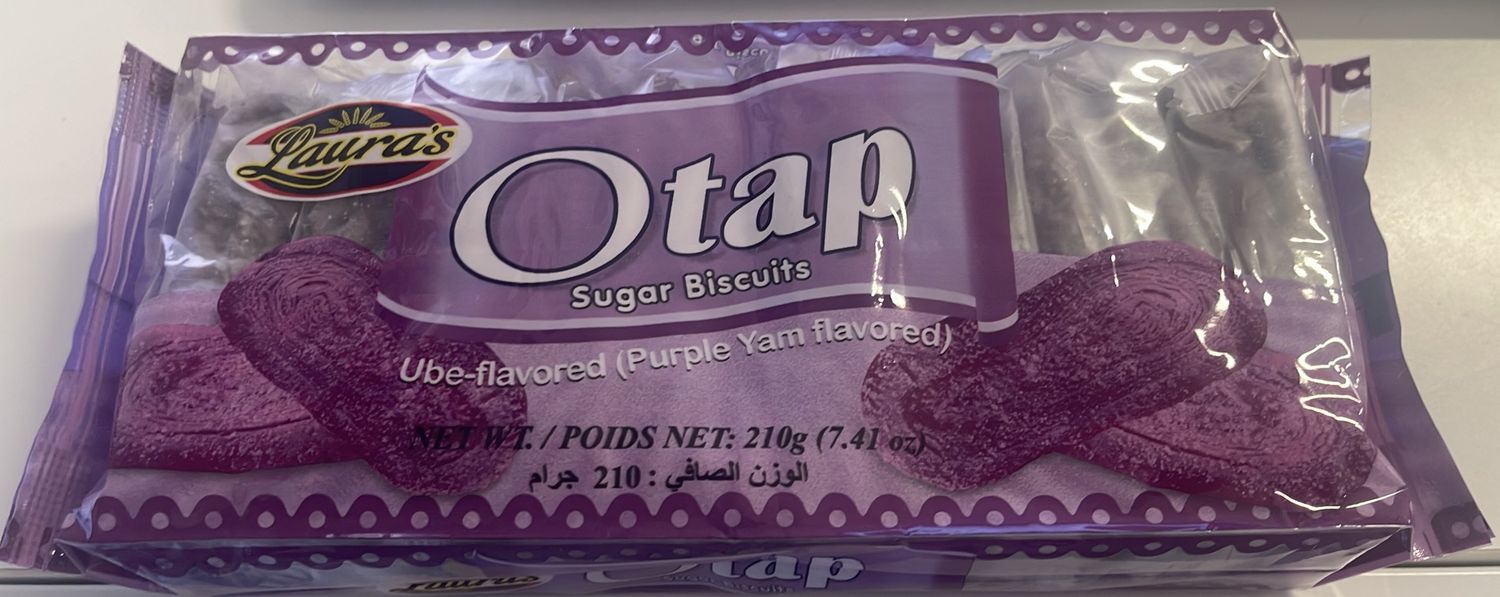 Laura's
Otap
Sugar Biscuits
Ube-flavored (Purple Yam flavored)
NET WT. / POIDS NET: 210g (7.41 oz)
الوزن الصافي : 210 جرام
Laura's
Otap